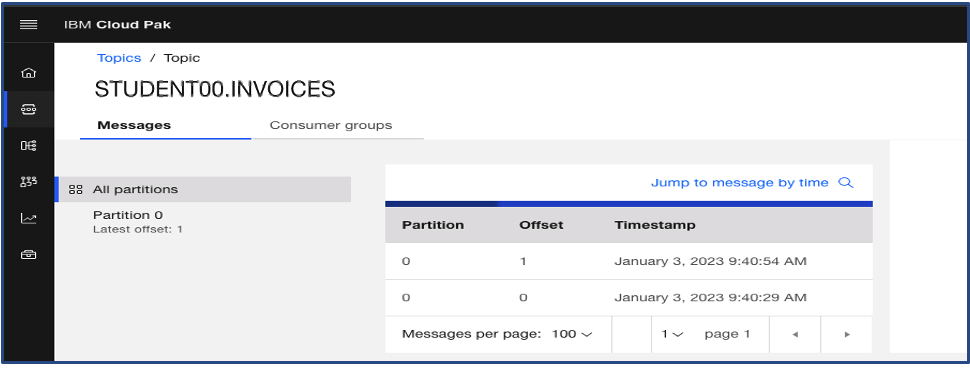 IBM Cloud Pak
Topics / Topic
STUDENT00.INVOICES
Messages Consumer groups
All partitions
Partition 0
Latest offset: 1
Jump to message by time
Partition Offset Timestamp
0 1 January 3, 2023 9:40:54 AM
0 0 January 3, 2023 9:40:29 AM
Messages per page: 100 1 page 1